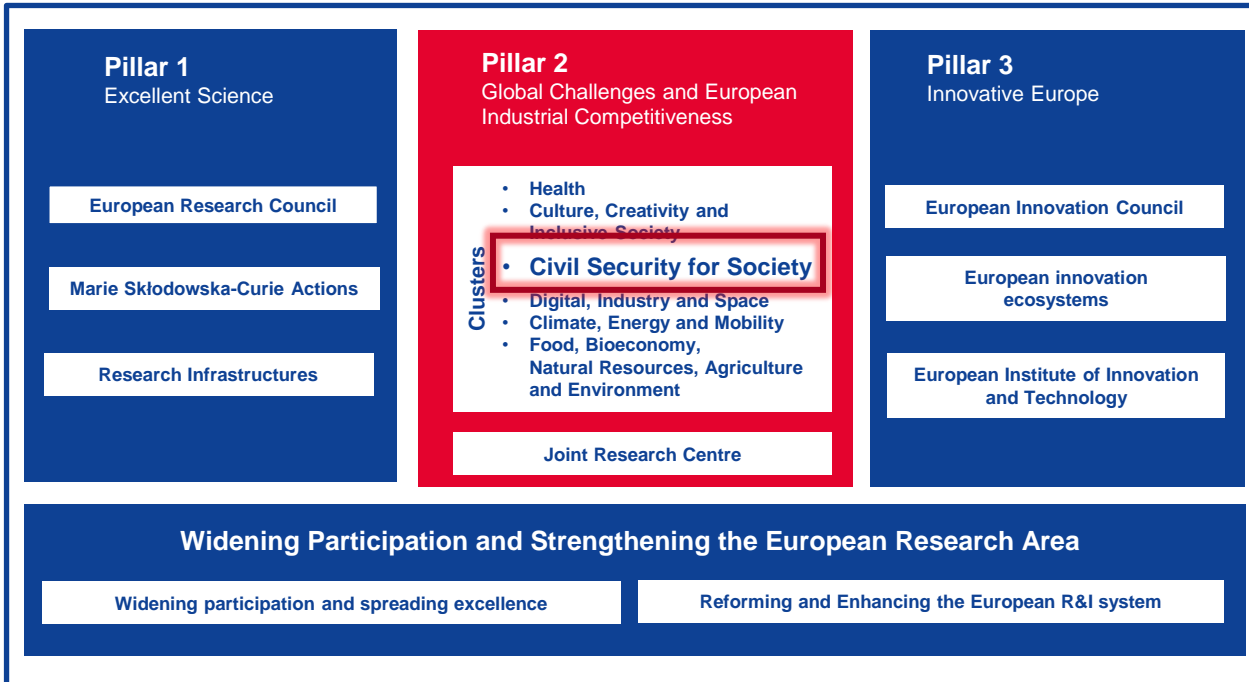 Pillar 1
Excellent Science
European Research Council
Marie Skłodowska-Curie Actions
Research Infrastructures
Pillar 2
Global Challenges and European
Industrial Competitiveness
Clusters
• Health
• Culture, Creativity and
Inclusive Society
• Civil Security for Society
• Digital, Industry and Space
• Climate, Energy and Mobility
• Food, Bioeconomy,
Natural Resources, Agriculture
and Environment
Joint Research Centre
Pillar 3
Innovative Europe
European Innovation Council
European innovation
ecosystems
European Institute of Innovation
and Technology
Widening Participation and Strengthening the European Research Area
Widening participation and spreading excellence
Reforming and Enhancing the European R&I system